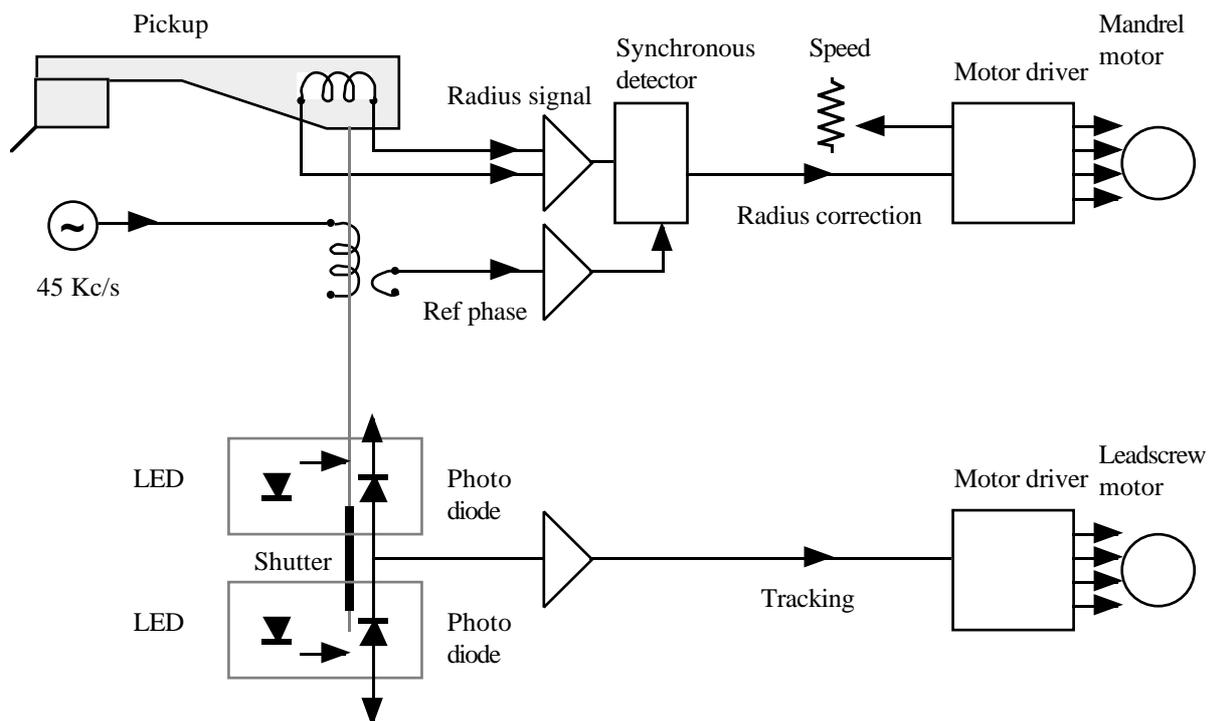 Pickup
Mandrel
motor
Synchronous
detector
Speed
Motor driver
Radius signal
Radius correction
~
45 Kc/s
Ref phase
LED
Photo
diode
Motor driver
Leadscrew
motor
Shutter
Tracking
LED
Photo
diode